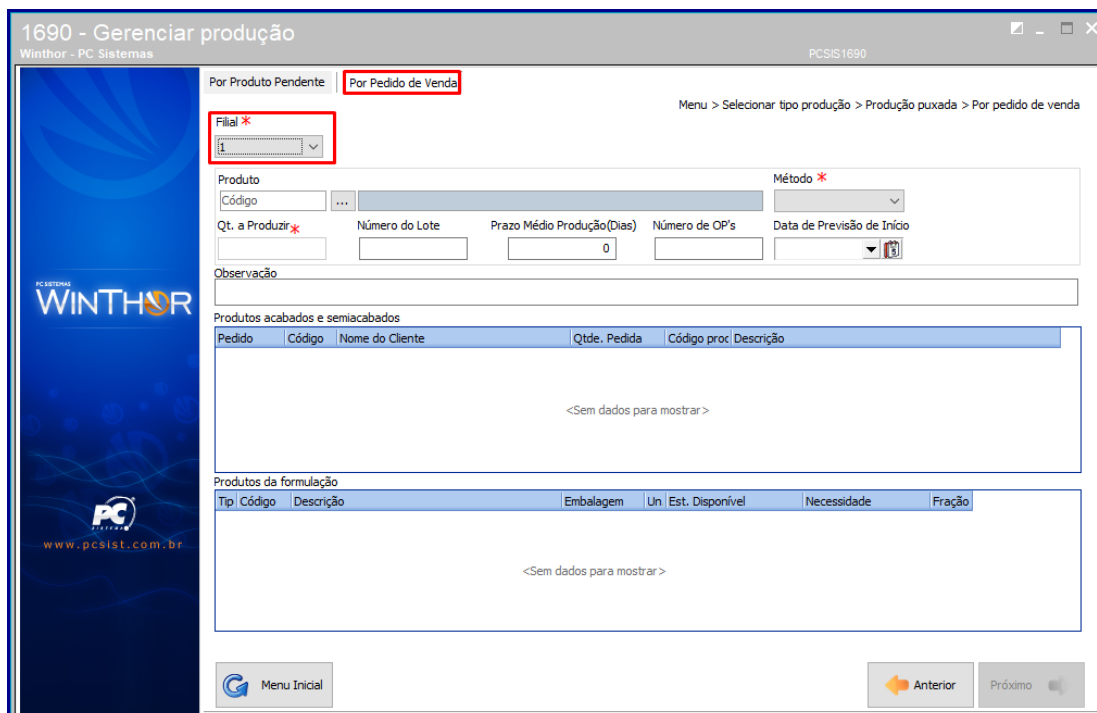 1690 - Gerenciar produção
Winthor - PC Sistemas
PCSIS1690
Por Produto Pendente
Por Pedido de Venda
Menu > Selecionar tipo produção > Produção puxada > Por pedido de venda
Filial *
1
Produto
Método *
Código
...
Qt. a Produzir*
Número do Lote
Prazo Médio Produção(Dias)
Número de OP's
Data de Previsão de Início
0
Observação
PC SISTEMAS
WINTHOR
Produtos acabados e semiacabados
Pedido Código Nome do Cliente Qtde. Pedida Código proc Descrição
<Sem dados para mostrar>
Produtos da formulação
Tip Código Descrição Embalagem Un Est. Disponível Necessidade Fração
PC
SISTEMAS
www.pcsist.com.br
<Sem dados para mostrar>
Menu Inicial
Anterior
Próximo